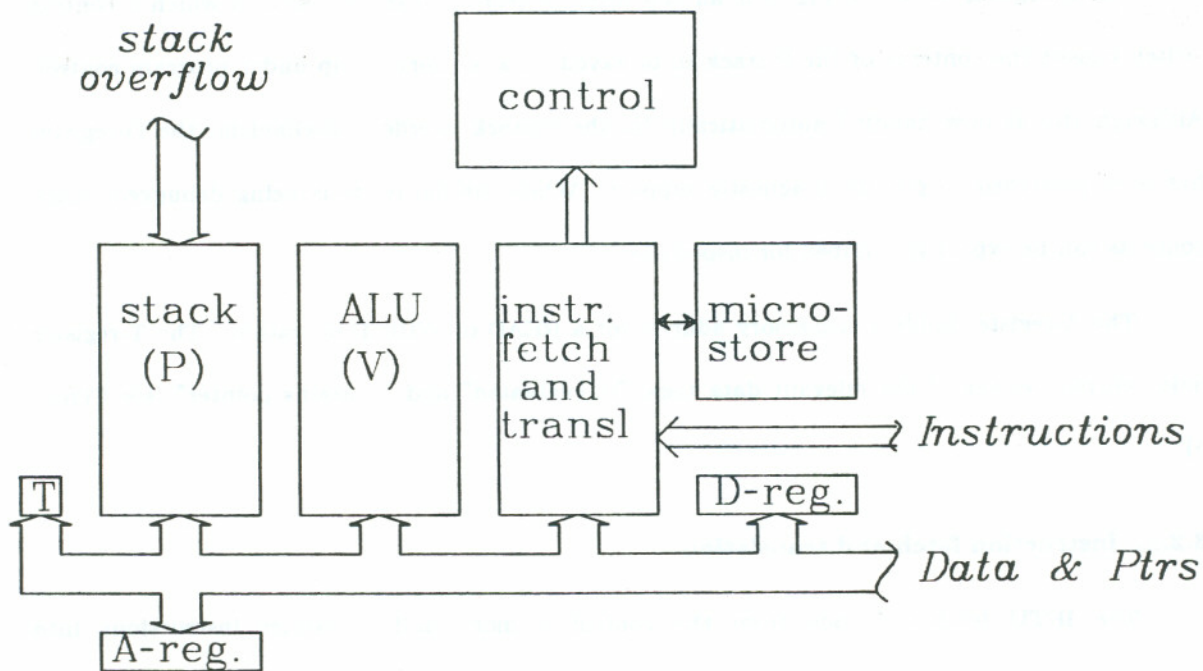 stack
overflow
control
stack
(P)
ALU
(V)
instr.
fetch
and
transl
micro-
store
Instructions
T
D-reg.
Data & Ptrs
A-reg.